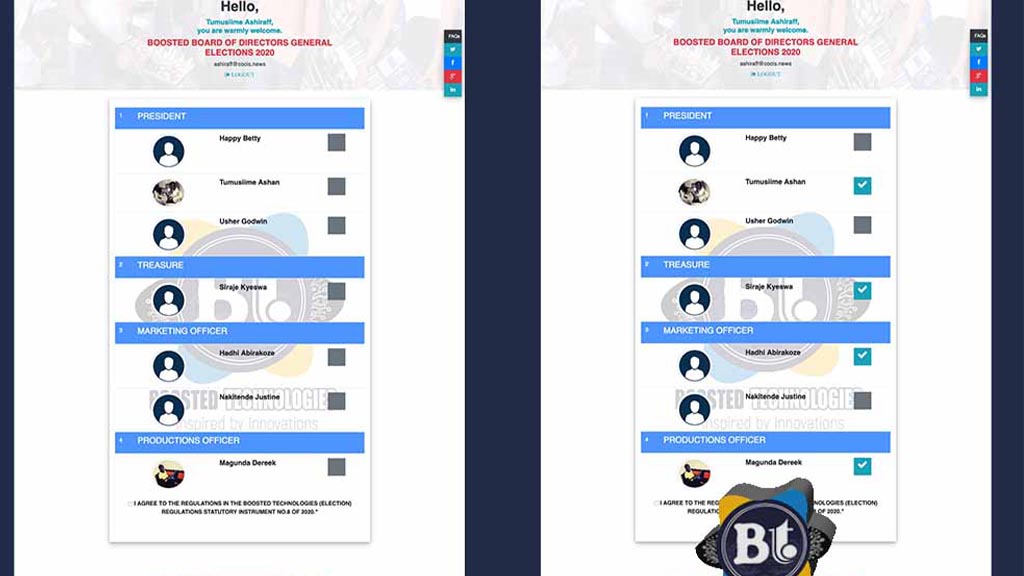 Hello,
Tumusiime Ashiraff,
you are warmly welcome.
BOOSTED BOARD OF DIRECTORS GENERAL
ELECTIONS 2020
ashiraff@coois.news
LOGOUT
FAQs
1 PRESIDENT
Happy Betty
Tumusiime Ashan
Usher Godwin
2 TREASURE
Siraje Kyeswa
Bt
3 MARKETING OFFICER
Hadhi Abirakoze
Nakitende Justine
BOOSTED TECHNOLOGIES
Inspired by Innovations
4 PRODUCTIONS OFFICER
Magunda Dereek
I AGREE TO THE REGULATIONS IN THE BOOSTED TECHNOLOGIES (ELECTION)
REGULATIONS STATUTORY INSTRUMENT NO.8 OF 2020.*
Hello,
Tumusiime Ashiraff,
you are warmly welcome.
BOOSTED BOARD OF DIRECTORS GENERAL
ELECTIONS 2020
ashiraff@coois.news
LOGOUT
FAQs
1 PRESIDENT
Happy Betty
Tumusiime Ashan
Usher Godwin
2 TREASURE
Siraje Kyeswa
Bt
3 MARKETING OFFICER
Hadhi Abirakoze
Nakitende Justine
BOOSTED TECHNOLOGIES
Inspired by Innovations
4 PRODUCTIONS OFFICER
Magunda Dereek
I AGREE TO THE NOLOGIES (ELECTION)
OF 2020.*
Bt.